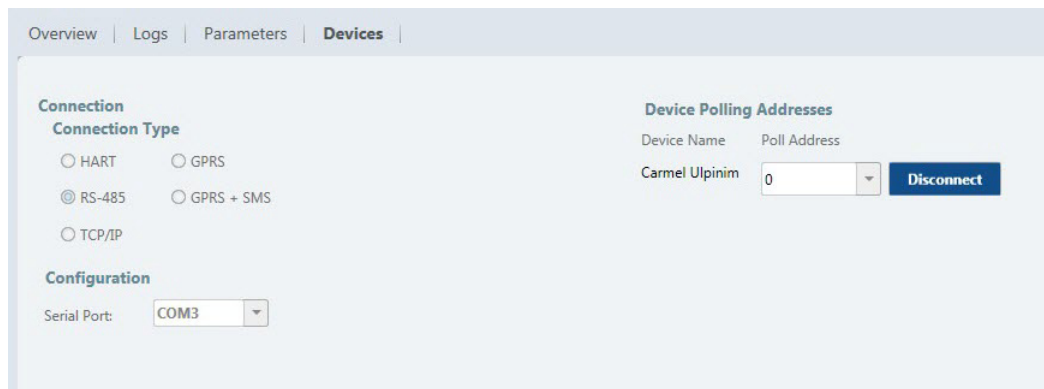 Overview | Logs | Parameters | Devices |
Connection
Connection Type
HART GPRS
RS-485 GPRS + SMS
TCP/IP
Configuration
Serial Port: COM3
Device Polling Addresses
Device Name Poll Address
Carmel Ulpinim 0 Disconnect